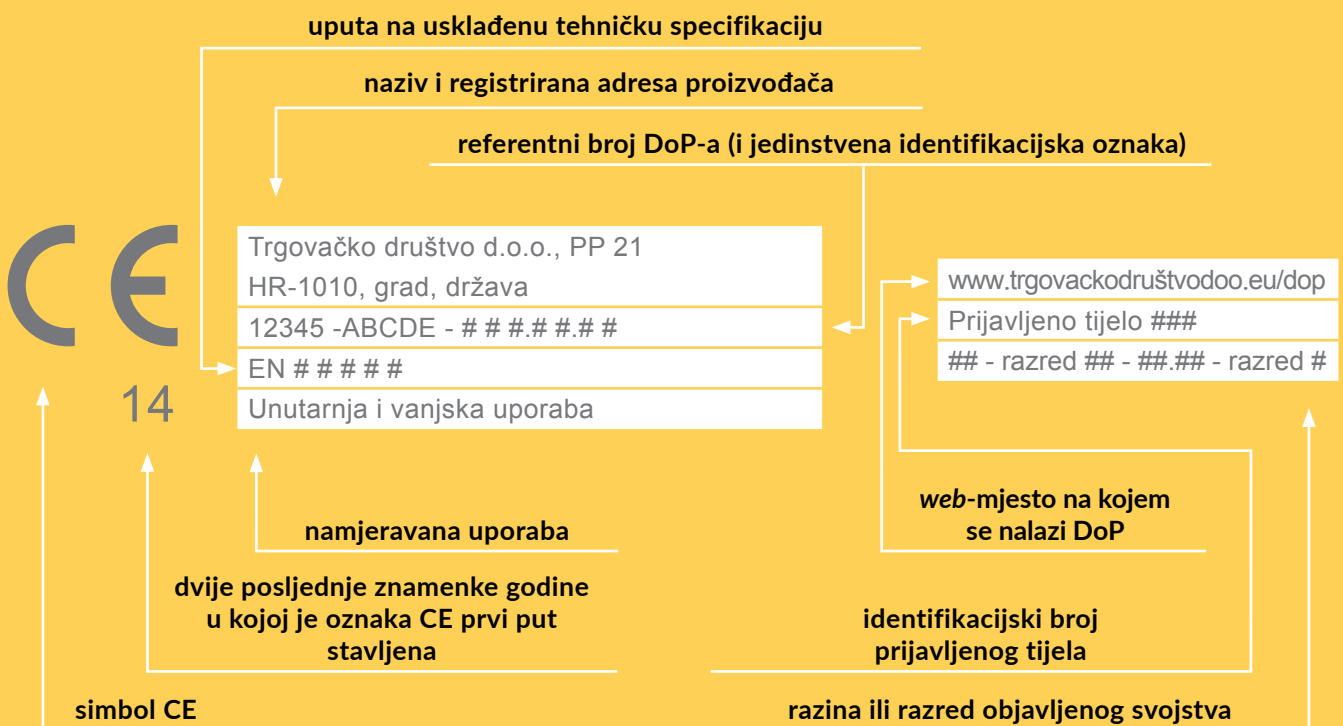 uputa na usklađenu tehničku specifikaciju
naziv i registrirana adresa proizvođača
referentni broj DoP-a (i jedinstvena identifikacijska oznaka)
CE
14
Trgovačko društvo d.o.o., PP 21
HR-1010, grad, država
12345 -ABCDE - # # #.# #.# #
EN # # # # #
Unutarnja i vanjska uporaba
www.trgovackodruštvodoo.eu/dop
Prijavljeno tijelo ###
## - razred ## - ##.## - razred #
namjeravana uporaba
web-mjesto na kojem
se nalazi DoP
dvije posljednje znamenke godine
u kojoj je oznaka CE prvi put
stavljena
identifikacijski broj
prijavljenog tijela
simbol CE
razina ili razred objavljenog svojstva